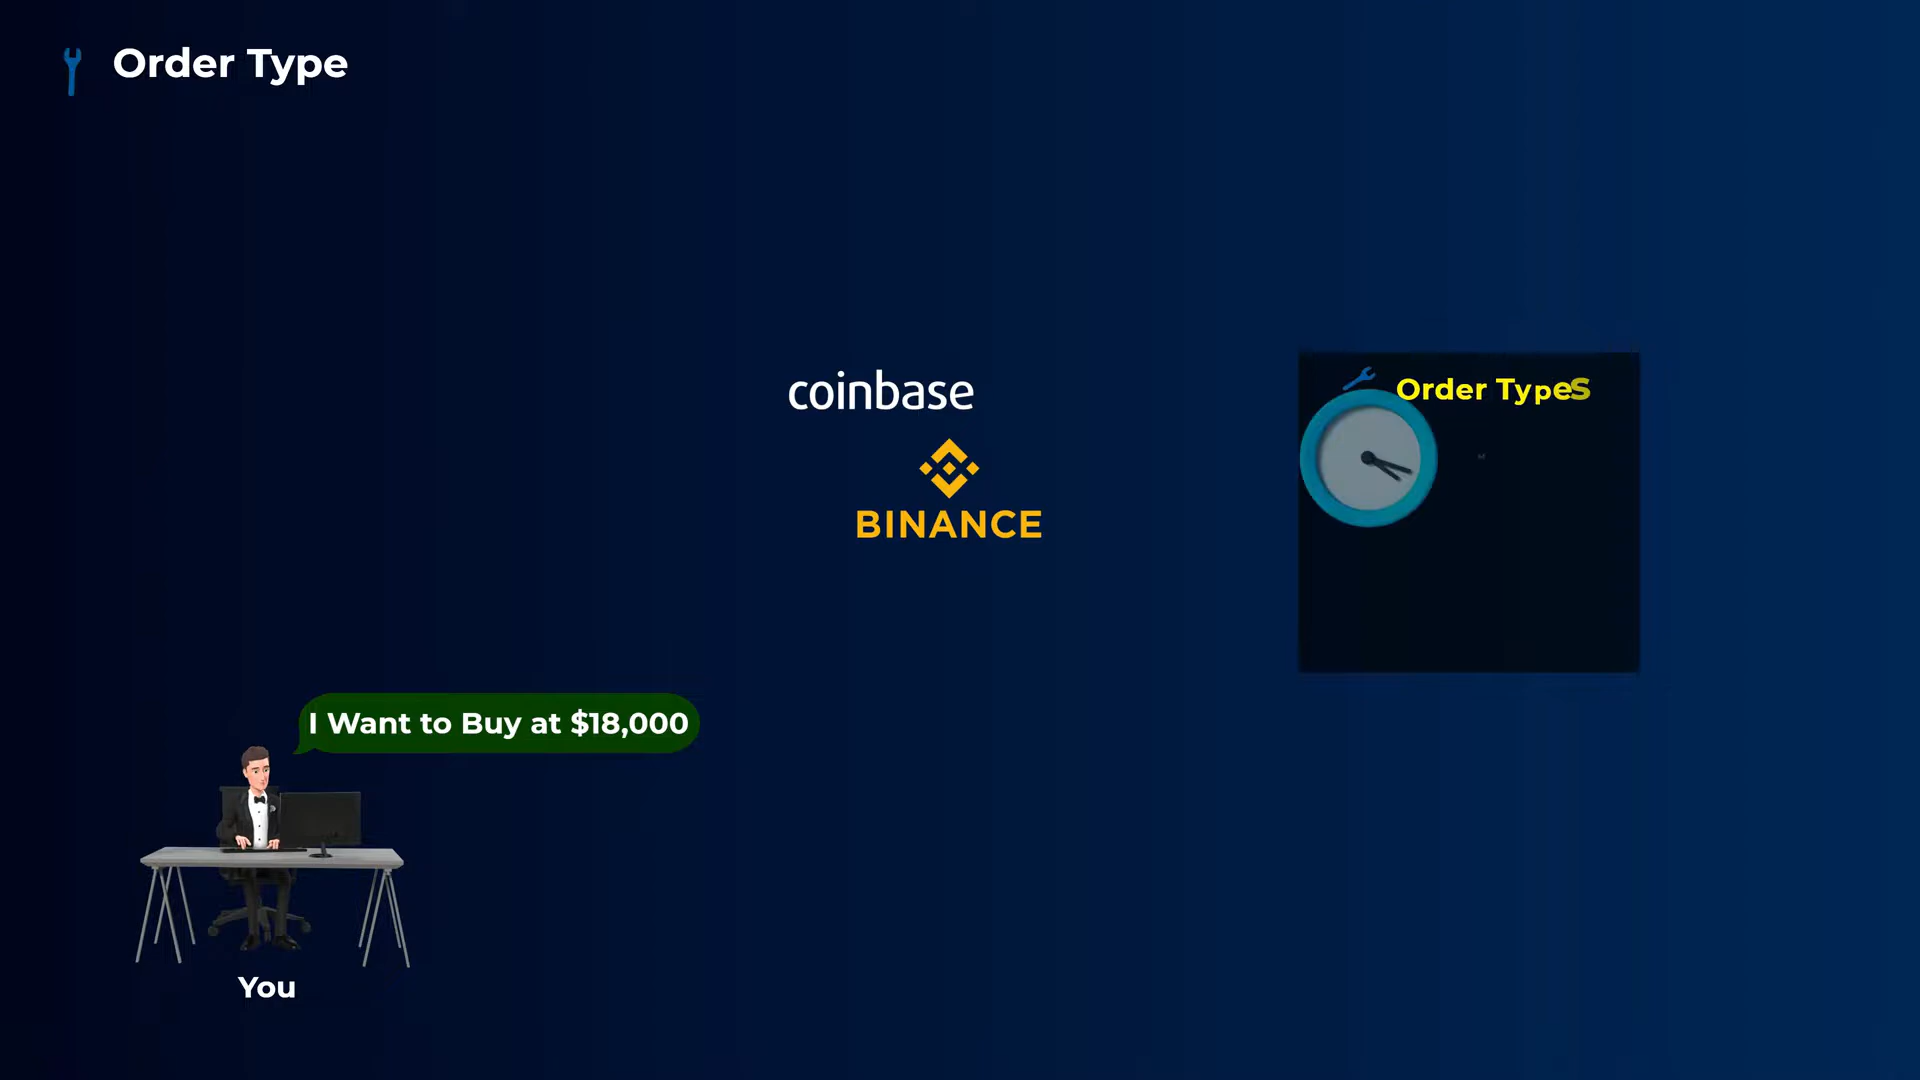 Order Type
coinbase
BINANCE
Order Types
I Want to Buy at $18,000
You